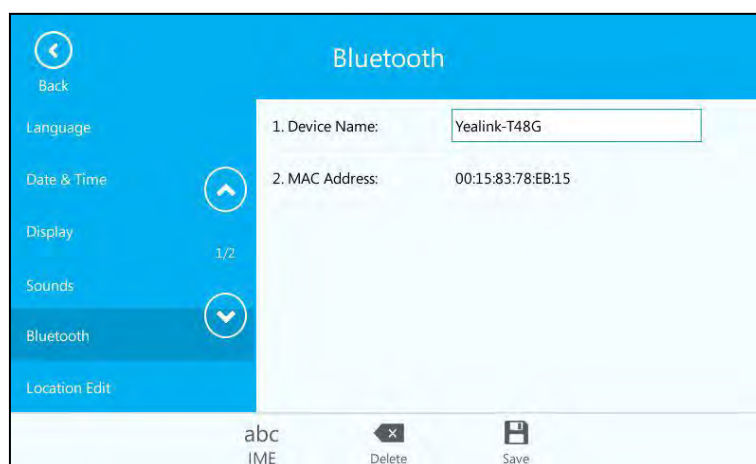 Bluetooth
Back
Language
Date & Time
Display
1/2
Sounds
Bluetooth
Location Edit
1. Device Name: Yealink-T48G
2. MAC Address: 00:15:83:78:EB:15
abc
IME
Delete
Save